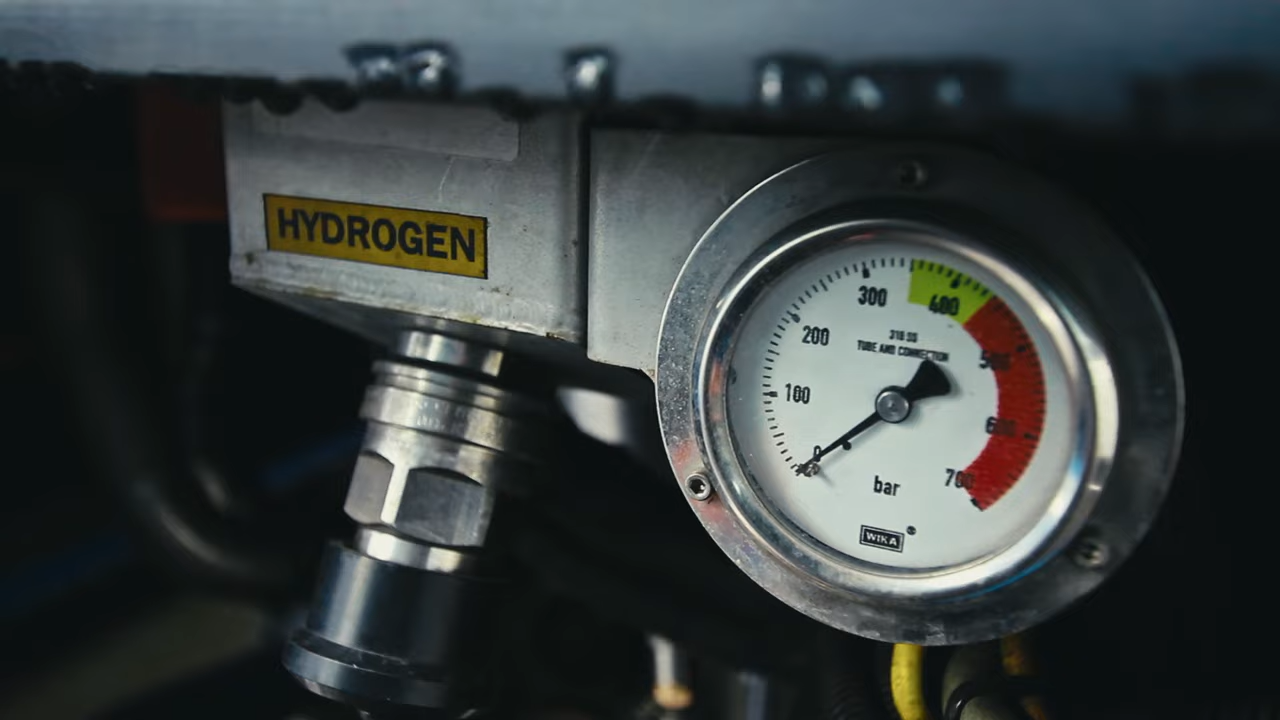 HYDROGEN
0
100
200
300
400
500
600
700
316 SS
TUBE AND CONNECTION
bar
WIKA ®